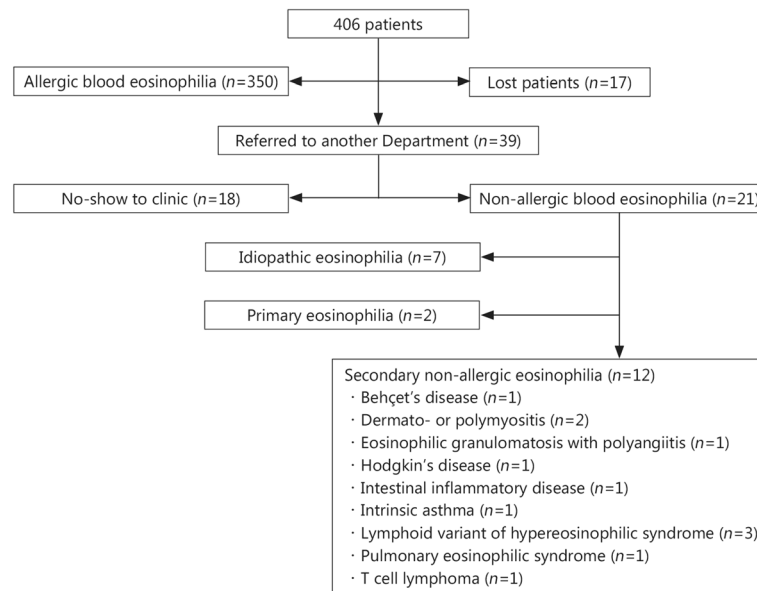 406 patients
Allergic blood eosinophilia (n=350)
Lost patients (n=17)
Referred to another Department (n=39)
No-show to clinic (n=18)
Non-allergic blood eosinophilia (n=21)
Idiopathic eosinophilia (n=7)
Primary eosinophilia (n=2)
Secondary non-allergic eosinophilia (n=12)
· Behçet's disease (n=1)
· Dermato- or polymyositis (n=2)
· Eosinophilic granulomatosis with polyangiitis (n=1)
· Hodgkin's disease (n=1)
· Intestinal inflammatory disease (n=1)
· Intrinsic asthma (n=1)
· Lymphoid variant of hypereosinophilic syndrome (n=3)
· Pulmonary eosinophilic syndrome (n=1)
· T cell lymphoma (n=1)